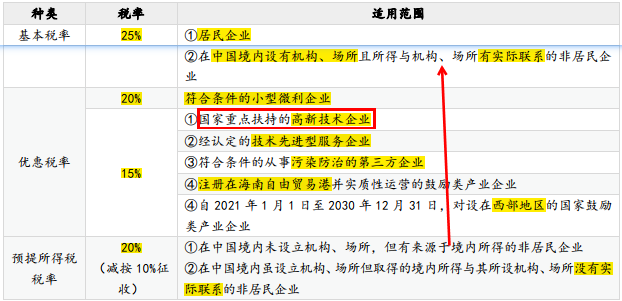 种类 税率 适用范围
基本税率 25% ①居民企业
②在中国境内设有机构、场所且所得与机构、场所有实际联系的非居民企
业
优惠税率 20% 符合条件的小型微利企业
15% ①国家重点扶持的高新技术企业
②经认定的技术先进型服务企业
③符合条件的从事污染防治的第三方企业
④注册在海南自由贸易港并实质性运营的鼓励类产业企业
④自 2021 年 1 月 1 日至 2030 年 12 月 31 日，对设在西部地区的国家鼓励
类产业企业
预提所得税 20% ①在中国境内未设立机构、场所，但有来源于境内所得的非居民企业
税率 （减按 10%征 ②在中国境内虽设立机构、场所但取得的境内所得与其所设机构、场所没有实
收） 际联系的非居民企业